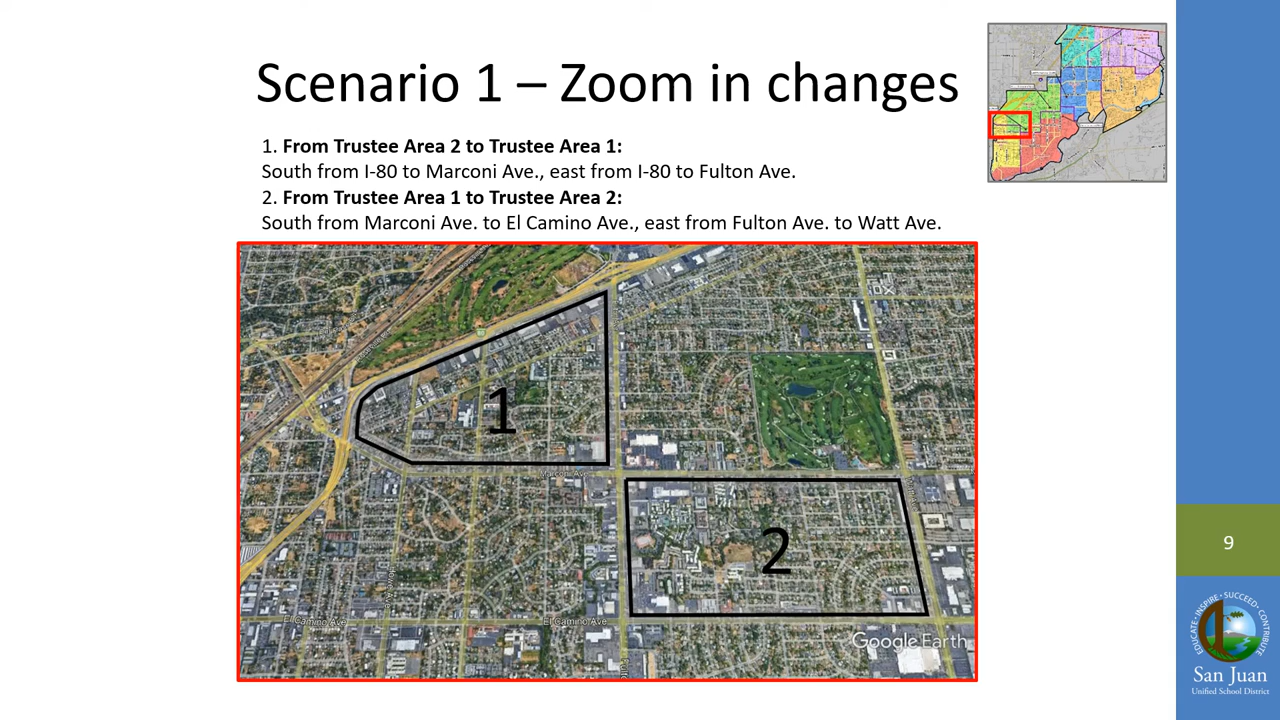 Scenario 1 – Zoom in changes
1. From Trustee Area 2 to Trustee Area 1:
South from I-80 to Marconi Ave., east from I-80 to Fulton Ave.
2. From Trustee Area 1 to Trustee Area 2:
South from Marconi Ave. to El Camino Ave., east from Fulton Ave. to Watt Ave.
1
Marconi Ave
2
Howe Ave
El Camino Ave
El Camino Ave
Google Earth
9
EDUCATE·INSPIRE·SUCCEED·CONTRIBUTE
San Juan
Unified School District